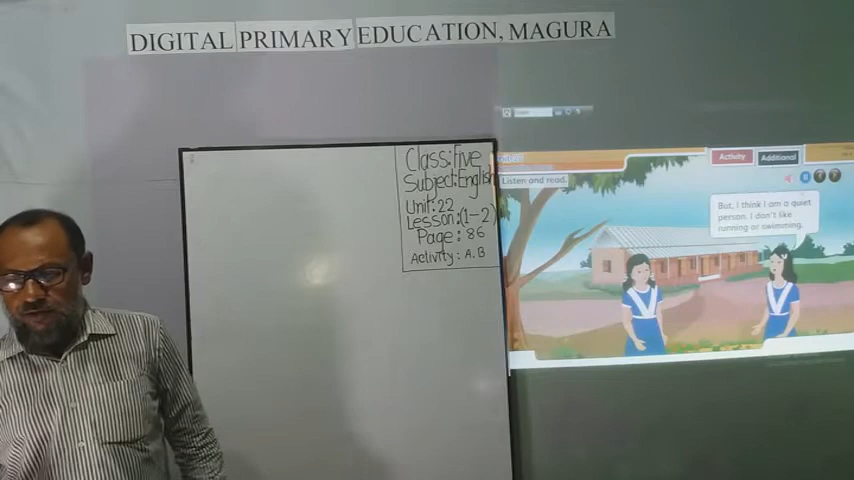 DIGITAL PRIMARY EDUCATION, MAGURA
Class: Five
Subject: English
Unit: 22
Lesson: (1-2)
Page: 86
Activity: A.B
Activity
Additional
Listen and read.
But, I think I am a quiet
person. I don't like
running or swimming.